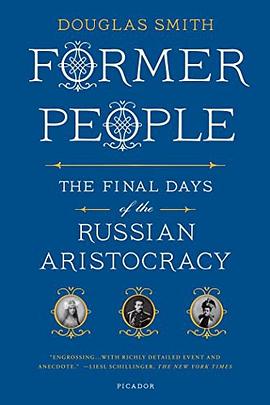 DOUGLAS SMITH
FORMER
PEOPLE
THE FINAL DAYS
of the
RUSSIAN
ARISTOCRACY
"ENGROSSING...WITH RICHLY DETAILED EVENT AND
ANECDOTE." —LIESL SCHILLINGER, THE NEW YORK TIMES
PICADOR